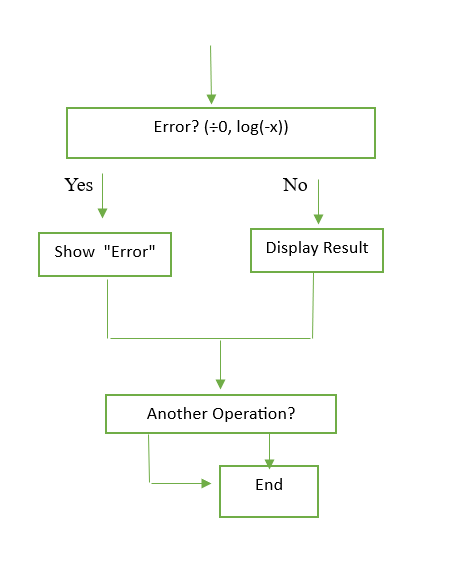 Error? (÷0, log(-x))
Yes
No
Show "Error"
Display Result
Another Operation?
End